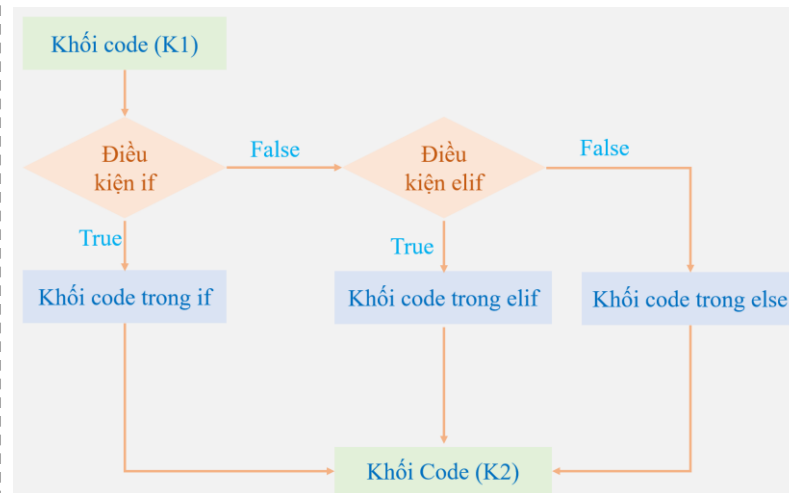 Khối code (K1)
Điều
kiện if
False
Điều
kiện elif
False
True
True
Khối code trong if
Khối code trong elif
Khối code trong else
Khối Code (K2)